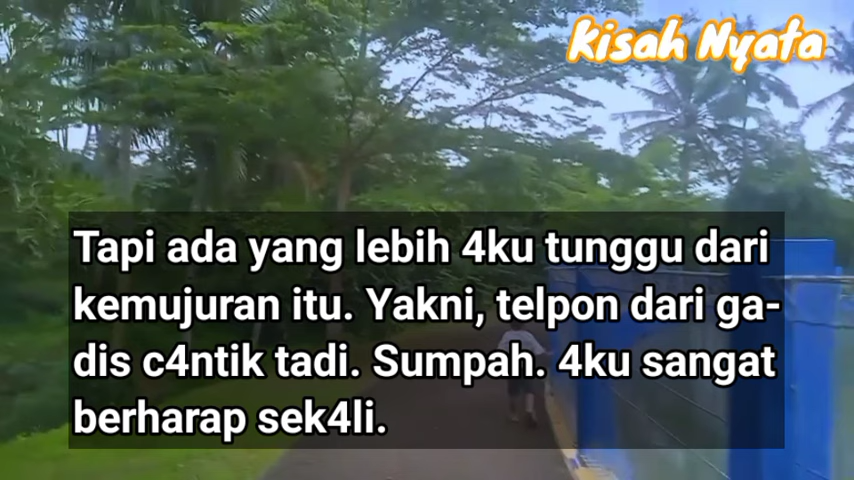 Kisah Nyata
Tapi ada yang lebih 4ku tunggu dari
kemujuran itu. Yakni, telpon dari ga-
dis c4ntik tadi. Sumpah. 4ku sangat
berharap sek4li.